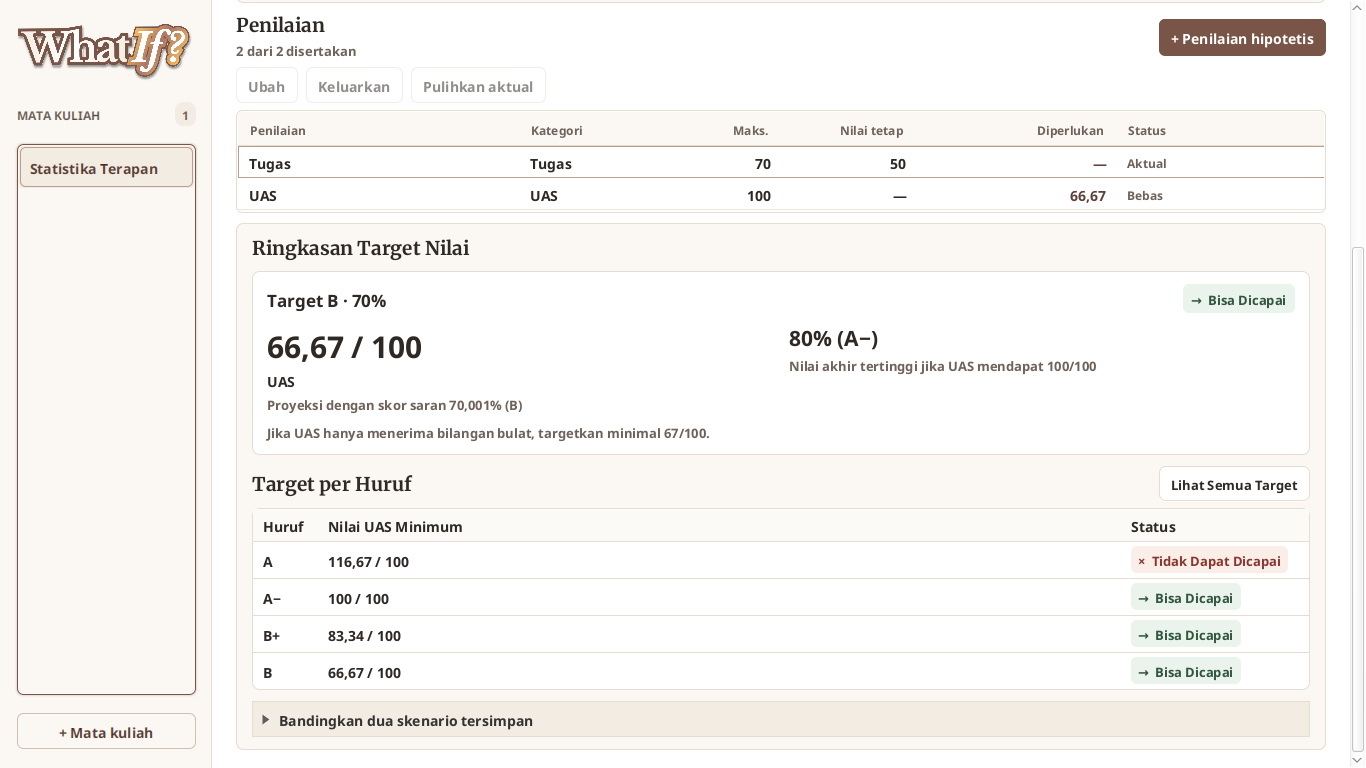 WhatIf?
MATA KULIAH 1
Statistika Terapan
+ Mata kuliah
Penilaian
2 dari 2 disertakan
+ Penilaian hipotetis
Ubah Keluarkan Pulihkan aktual
Penilaian Kategori Maks. Nilai tetap Diperlukan Status
Tugas Tugas 70 50 — Aktual
UAS UAS 100 — 66,67 Bebas
Ringkasan Target Nilai
Target B · 70% → Bisa Dicapai
66,67 / 100
UAS
Proyeksi dengan skor saran 70,001% (B)
Jika UAS hanya menerima bilangan bulat, targetkan minimal 67/100.
80% (A−)
Nilai akhir tertinggi jika UAS mendapat 100/100
Target per Huruf
Lihat Semua Target
Huruf Nilai UAS Minimum Status
A 116,67 / 100 × Tidak Dapat Dicapai
A− 100 / 100 → Bisa Dicapai
B+ 83,34 / 100 → Bisa Dicapai
B 66,67 / 100 → Bisa Dicapai
Bandingkan dua skenario tersimpan